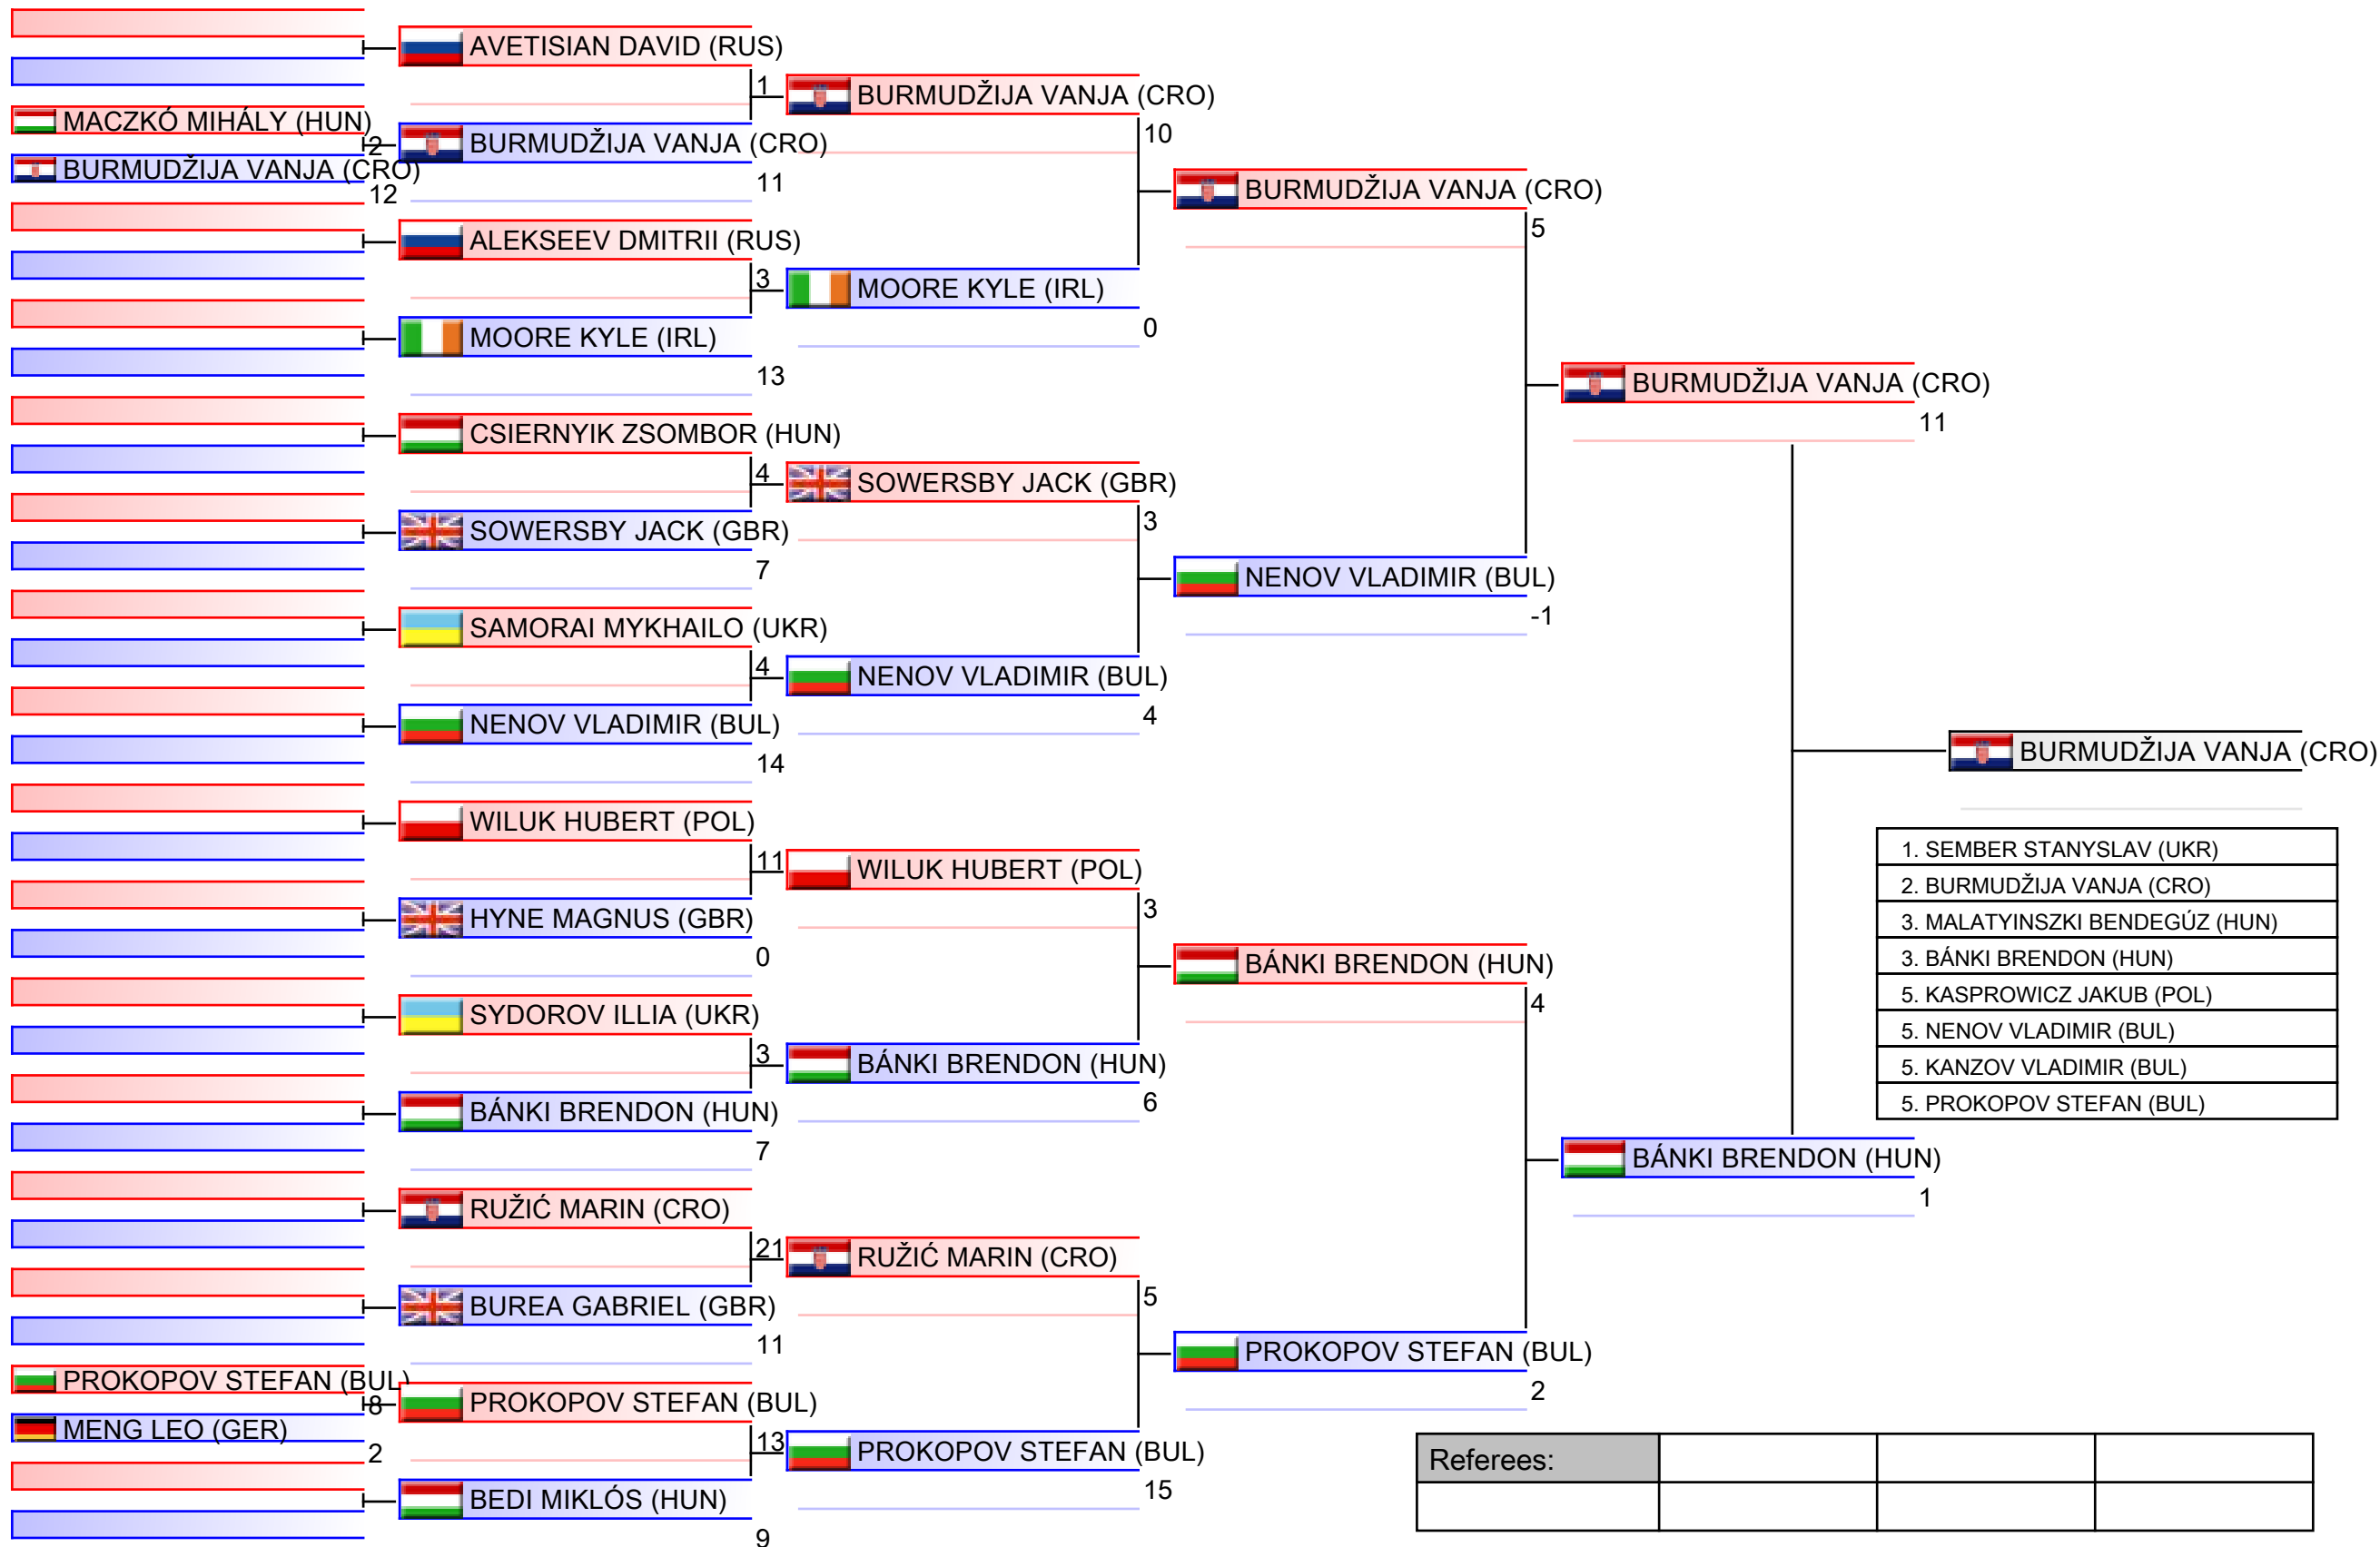 MACZKÓ MIHÁLY (HUN)
2
BURMUDŽIJA VANJA (CRO)
12
PROKOPOV STEFAN (BUL)
8
MENG LEO (GER)
2
AVETISIAN DAVID (RUS)
1
BURMUDŽIJA VANJA (CRO)
11
ALEKSEEV DMITRII (RUS)
3
MOORE KYLE (IRL)
13
CSIERNYIK ZSOMBOR (HUN)
4
SOWERSBY JACK (GBR)
7
SAMORAI MYKHAILO (UKR)
4
NENOV VLADIMIR (BUL)
14
WILUK HUBERT (POL)
11
HYNE MAGNUS (GBR)
0
SYDOROV ILLIA (UKR)
3
BÁNKI BRENDON (HUN)
7
RUŽIĆ MARIN (CRO)
21
BUREA GABRIEL (GBR)
11
PROKOPOV STEFAN (BUL)
13
BEDI MIKLÓS (HUN)
9
BURMUDŽIJA VANJA (CRO)
10
MOORE KYLE (IRL)
0
SOWERSBY JACK (GBR)
3
NENOV VLADIMIR (BUL)
4
WILUK HUBERT (POL)
3
BÁNKI BRENDON (HUN)
6
RUŽIĆ MARIN (CRO)
5
PROKOPOV STEFAN (BUL)
15
BURMUDŽIJA VANJA (CRO)
5
NENOV VLADIMIR (BUL)
-1
BÁNKI BRENDON (HUN)
4
PROKOPOV STEFAN (BUL)
2
BURMUDŽIJA VANJA (CRO)
11
BÁNKI BRENDON (HUN)
1
BURMUDŽIJA VANJA (CRO)
1. SEMBER STANYSLAV (UKR)
2. BURMUDŽIJA VANJA (CRO)
3. MALATYINSZKI BENDEGÚZ (HUN)
3. BÁNKI BRENDON (HUN)
5. KASPROWICZ JAKUB (POL)
5. NENOV VLADIMIR (BUL)
5. KANZOV VLADIMIR (BUL)
5. PROKOPOV STEFAN (BUL)
Referees: